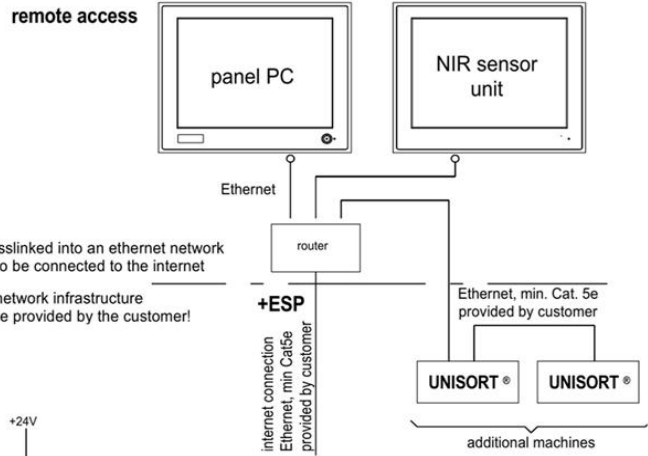 remote access
panel PC
NIR sensor
unit
Ethernet
router
sslinked into an ethernet network
o be connected to the internet
network infrastructure
e provided by the customer!
+ESP
internet connection
Ethernet, min Cat5e
provided by customer
Ethernet, min. Cat. 5e
provided by customer
UNISORT ®
UNISORT ®
additional machines
+24V